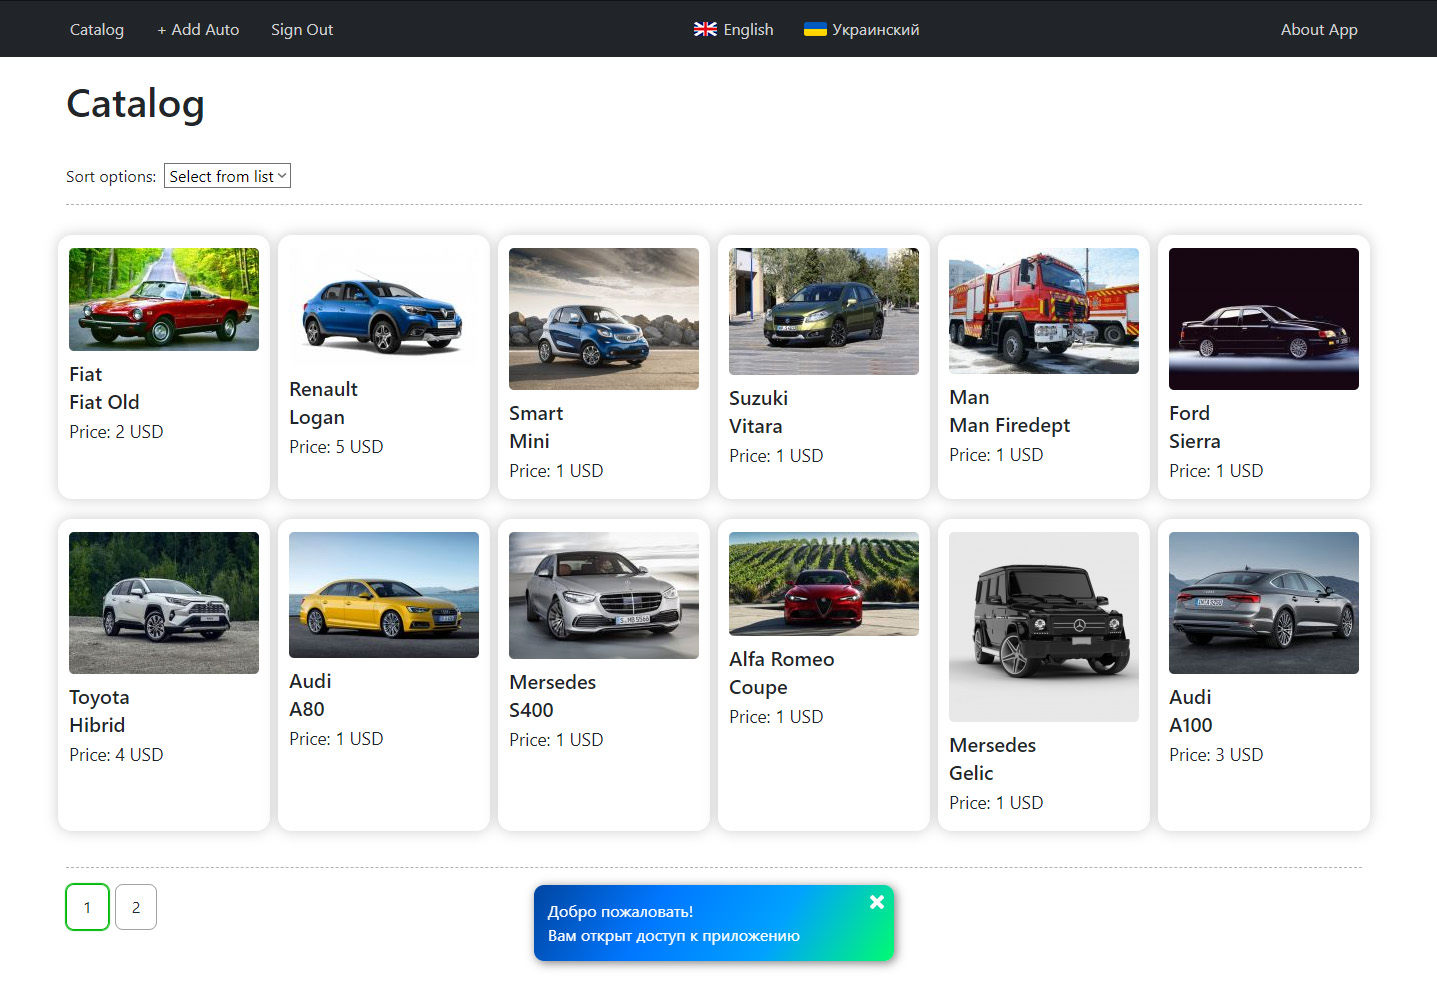 Catalog
+ Add Auto
Sign Out
English
Украинский
About App
Catalog
Sort options:
Select from list
Fiat
Fiat Old
Price: 2 USD
Renault
Logan
Price: 5 USD
Smart
Mini
Price: 1 USD
Suzuki
Vitara
Price: 1 USD
Man
Man Firedept
Price: 1 USD
Ford
Sierra
Price: 1 USD
Toyota
Hibrid
Price: 4 USD
Audi
A80
Price: 1 USD
Mersedes
S400
Price: 1 USD
Alfa Romeo
Coupe
Price: 1 USD
Mersedes
Gelic
Price: 1 USD
Audi
A100
Price: 3 USD
1
2
Добро пожаловать!
Вам открыт доступ к приложению